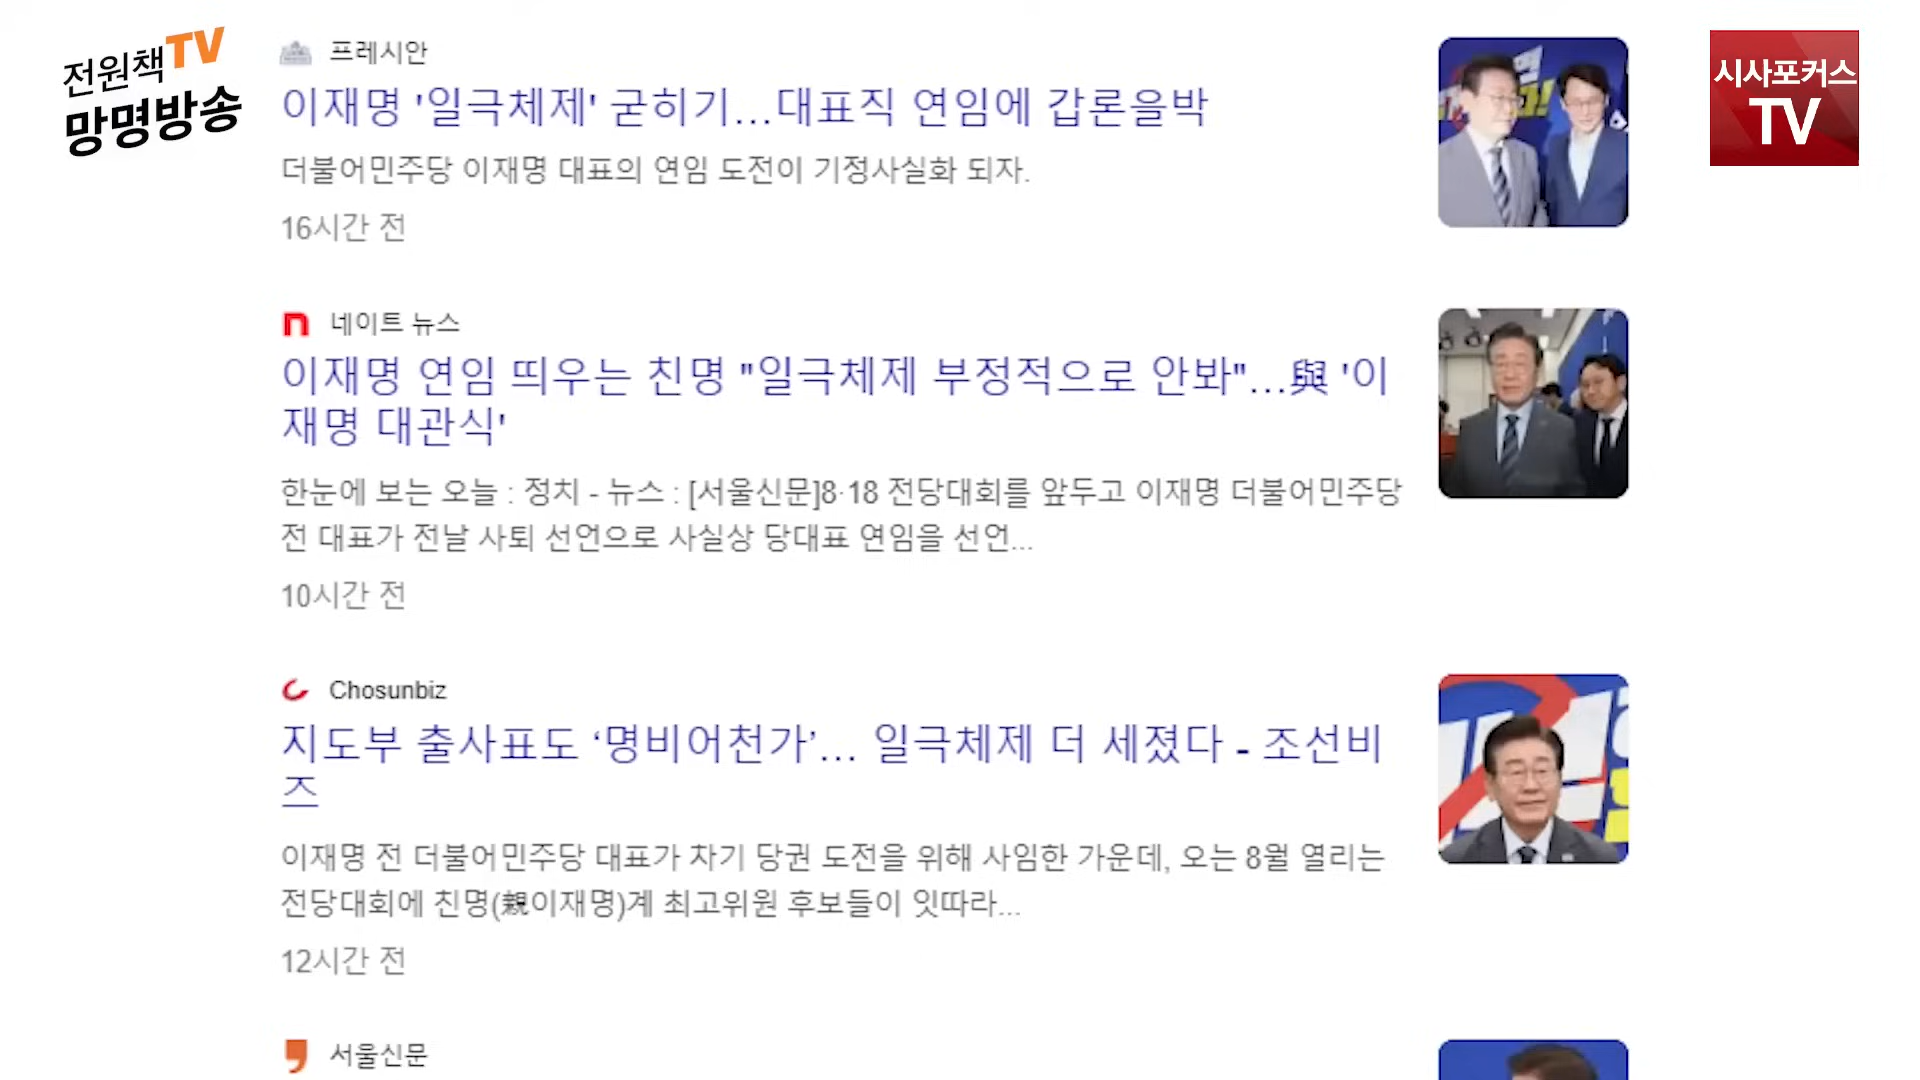 전원책TV
망명방송
시사포커스
TV
프레시안
이재명 '일극체제' 굳히기...대표직 연임에 갑론을박
더불어민주당 이재명 대표의 연임 도전이 기정사실화 되자.
16시간 전
네이트 뉴스
이재명 연임 띄우는 친명 "일극체제 부정적으로 안봐"...與 '이
재명 대관식'
한눈에 보는 오늘 : 정치 - 뉴스 : [서울신문]8·18 전당대회를 앞두고 이재명 더불어민주당
전 대표가 전날 사퇴 선언으로 사실상 당대표 연임을 선언...
10시간 전
Chosunbiz
지도부 출사표도 ‘명비어천가’... 일극체제 더 세졌다 - 조선비
즈
이재명 전 더불어민주당 대표가 차기 당권 도전을 위해 사임한 가운데, 오는 8월 열리는
전당대회에 친명(親이재명)계 최고위원 후보들이 잇따라...
12시간 전
서울신문